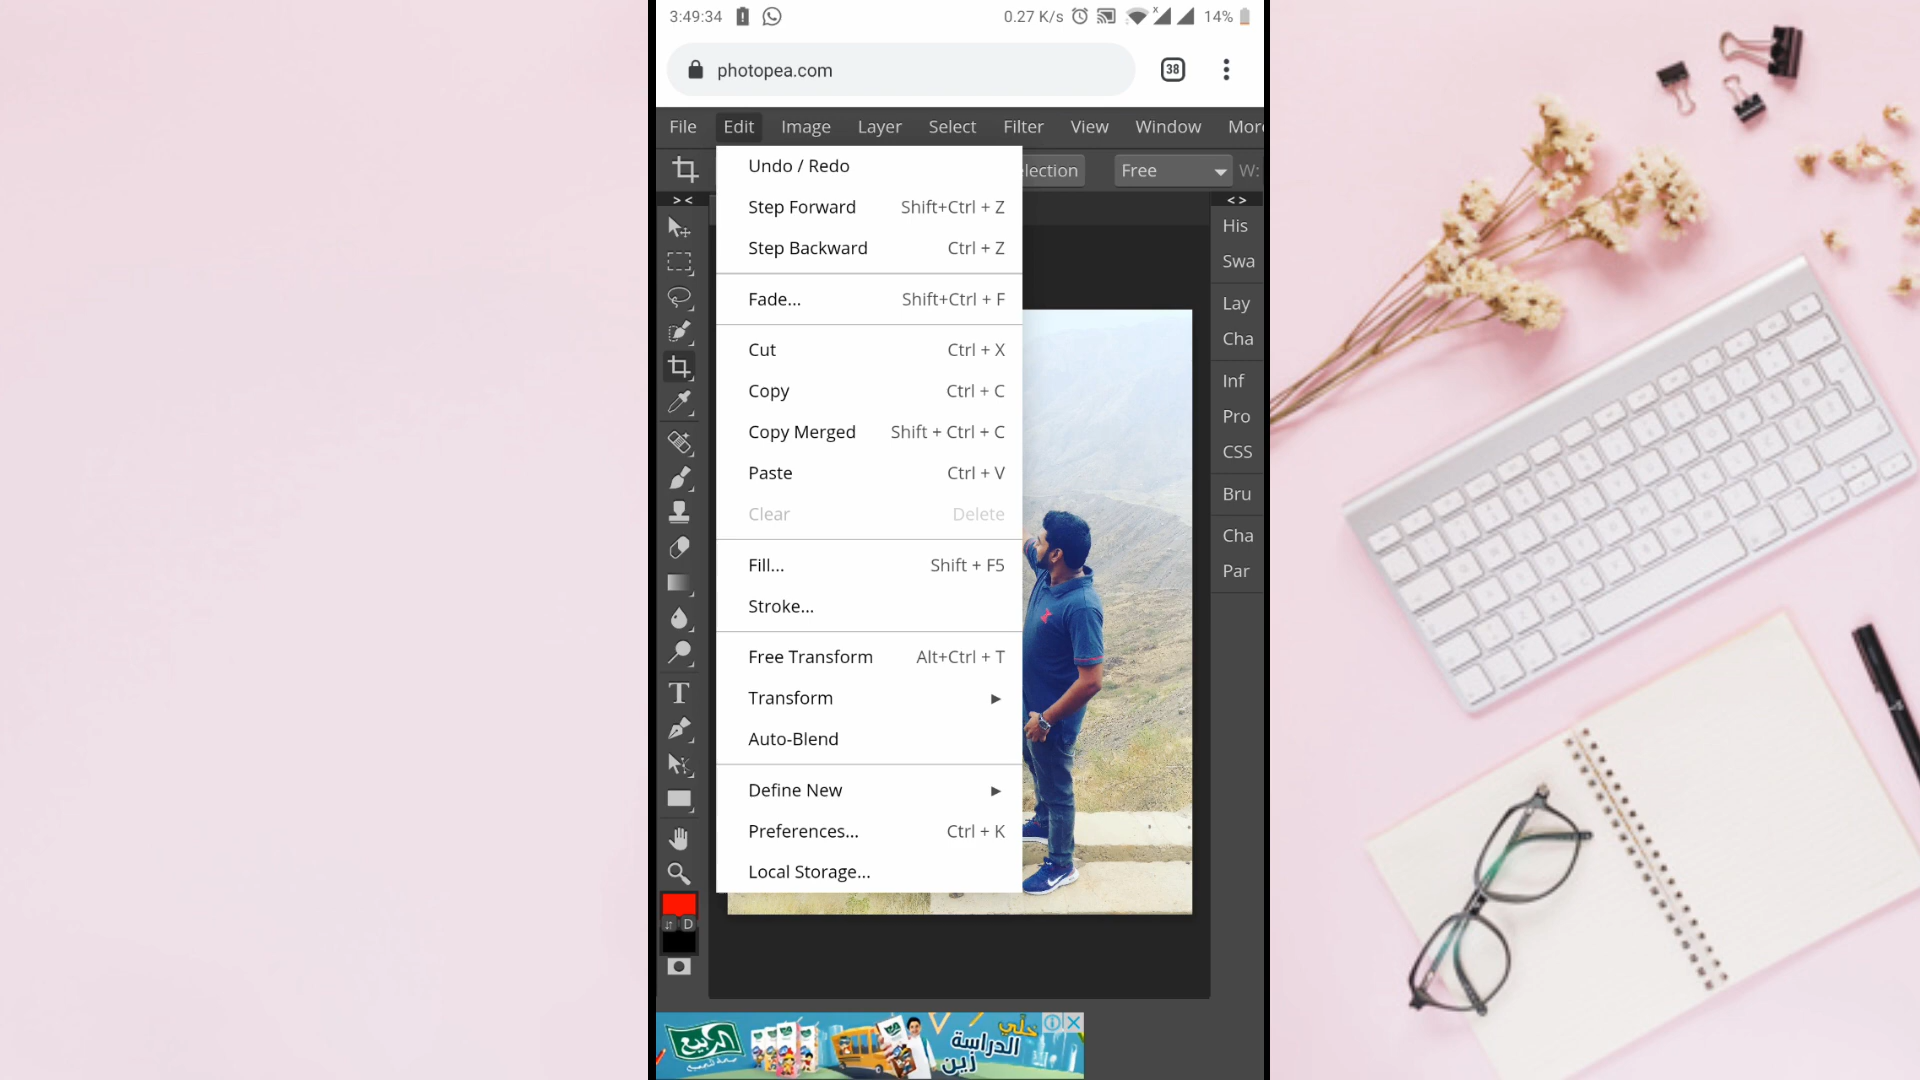 3:49:34
0.27 K/s
14%
photopea.com
38
File Edit Image Layer Select Filter View Window More
lection
Free
W:
> <
< >
Undo / Redo
Step Forward Shift+Ctrl + Z
Step Backward Ctrl + Z
Fade... Shift+Ctrl + F
Cut Ctrl + X
Copy Ctrl + C
Copy Merged Shift + Ctrl + C
Paste Ctrl + V
Clear Delete
Fill... Shift + F5
Stroke...
Free Transform Alt+Ctrl + T
Transform
Auto-Blend
Define New
Preferences... Ctrl + K
Local Storage...
His
Swa
Lay
Cha
Inf
Pro
CSS
Bru
Cha
Par
D
الربيع
خلّي
الدراسة
زين